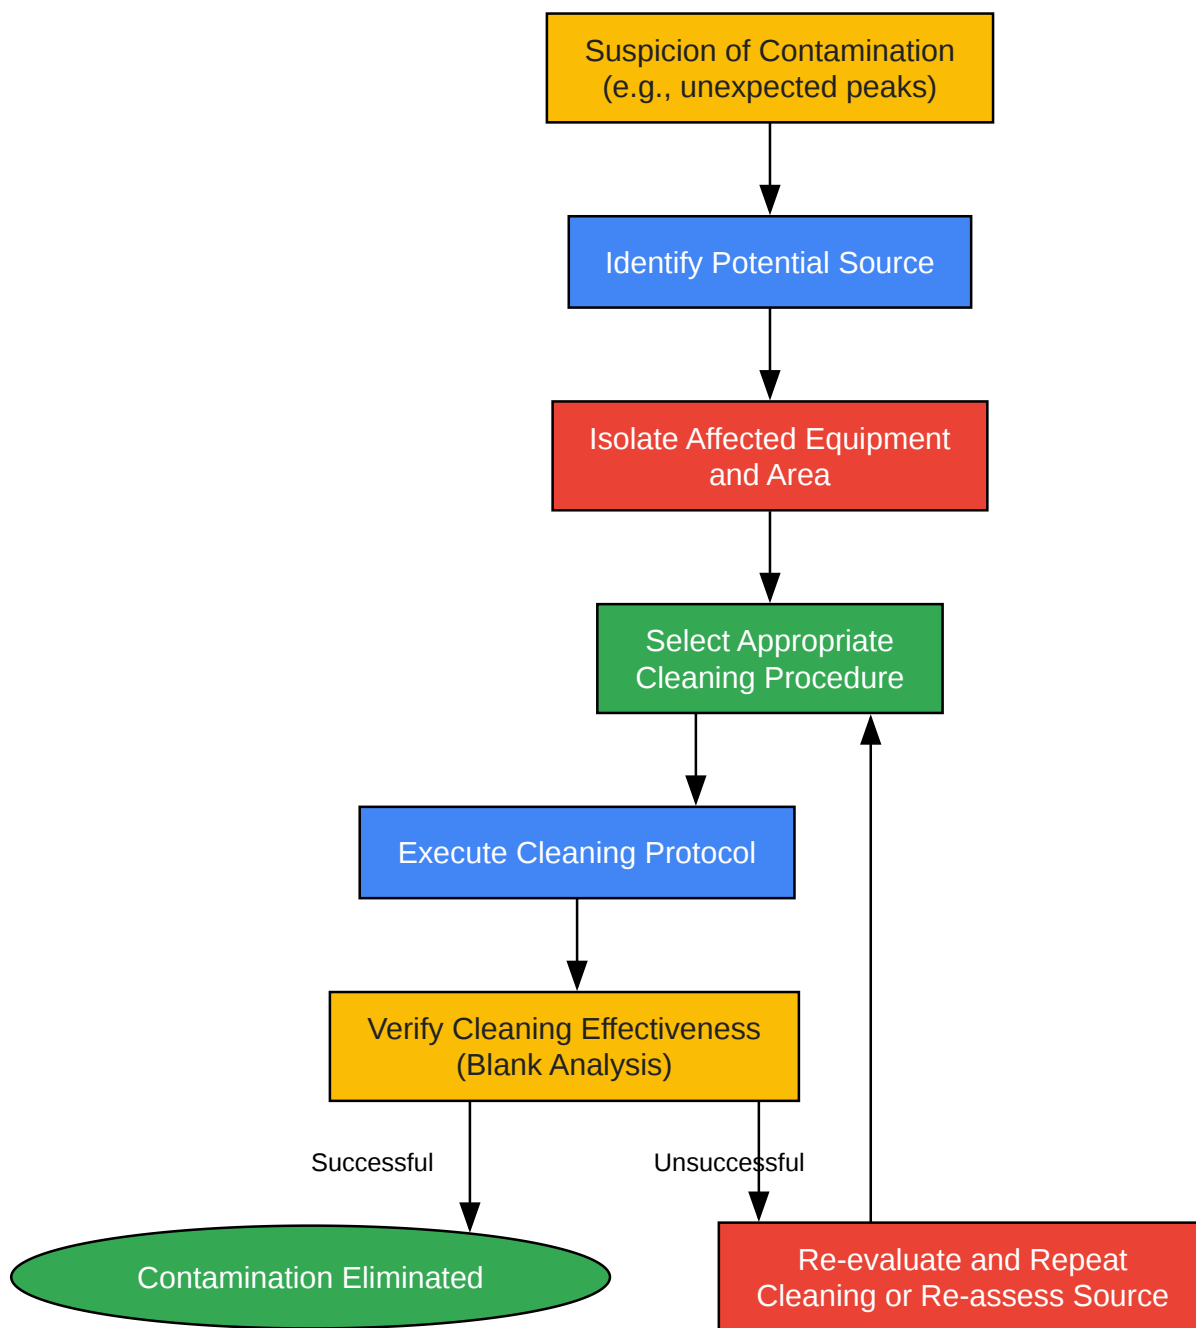 Suspicion of Contamination
(e.g., unexpected peaks)
Identify Potential Source
Isolate Affected Equipment
and Area
Select Appropriate
Cleaning Procedure
Execute Cleaning Protocol
Verify Cleaning Effectiveness
(Blank Analysis)
Successful
Unsuccessful
Contamination Eliminated
Re-evaluate and Repeat
Cleaning or Re-assess Source